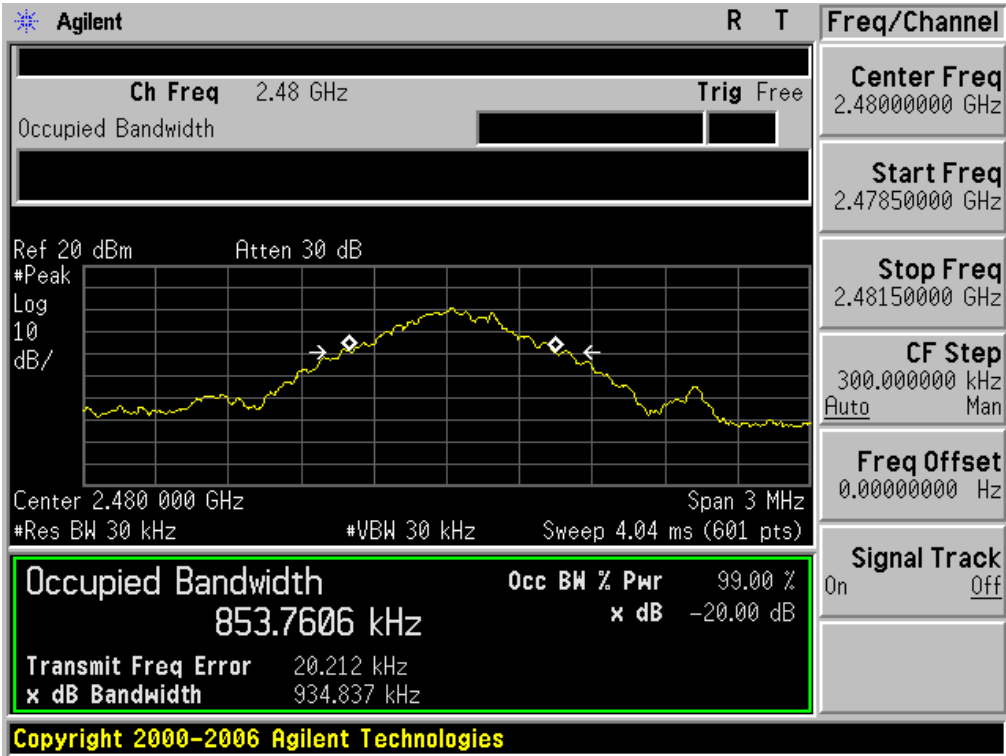 Agilent R T
Freq/Channel
Ch Freq 2.48 GHz Trig Free
Occupied Bandwidth
Ref 20 dBm Atten 30 dB
#Peak
Log
10
dB/
Center 2.480 000 GHz Span 3 MHz
#Res BW 30 kHz #VBW 30 kHz Sweep 4.04 ms (601 pts)
Occupied Bandwidth
853.7606 kHz
Occ BW % Pwr 99.00 %
x dB -20.00 dB
Transmit Freq Error 20.212 kHz
x dB Bandwidth 934.837 kHz
Center Freq
2.48000000 GHz
Start Freq
2.47850000 GHz
Stop Freq
2.48150000 GHz
CF Step
300.000000 kHz
Auto Man
Freq Offset
0.00000000 Hz
Signal Track
On Off
Copyright 2000-2006 Agilent Technologies